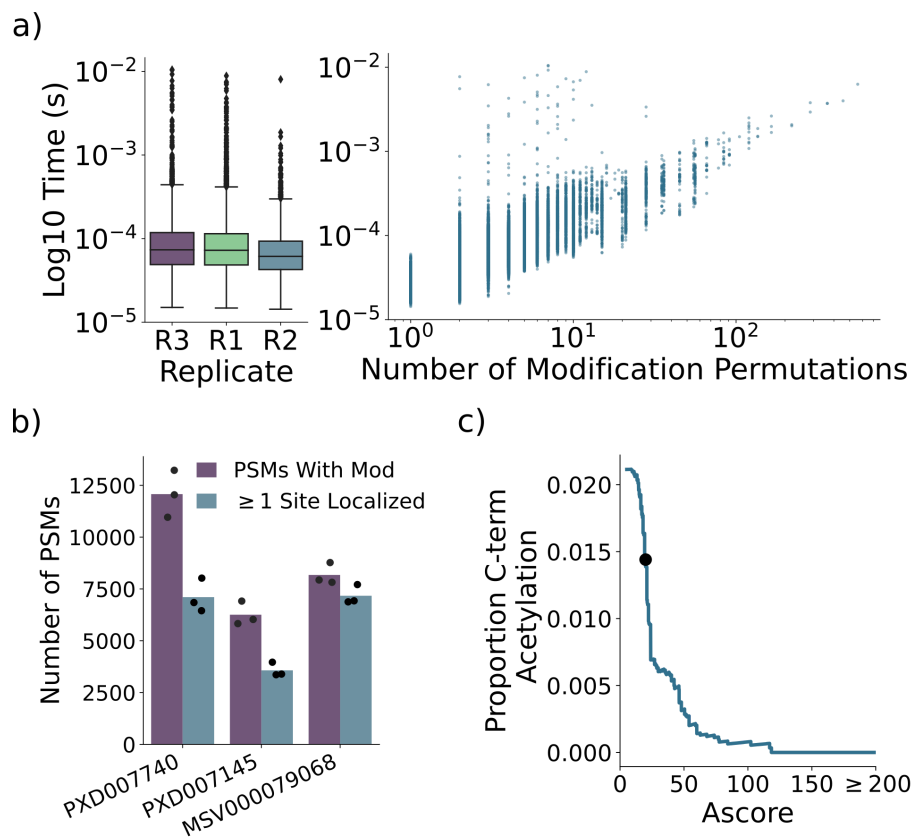 a)
Log10 Time (s)
10⁻²
10⁻³
10⁻⁴
10⁻⁵
R3 R1 R2
Replicate
10⁻²
10⁻³
10⁻⁴
10⁻⁵
10⁰ 10¹ 10²
Number of Modification Permutations
b)
PSMs With Mod
≥ 1 Site Localized
Number of PSMs
12500
10000
7500
5000
2500
0
PXD007740
PXD007145
MSV000079068
c)
Proportion C-term
Acetylation
0.020
0.015
0.010
0.005
0.000
0 50 100 150 ≥ 200
Ascore